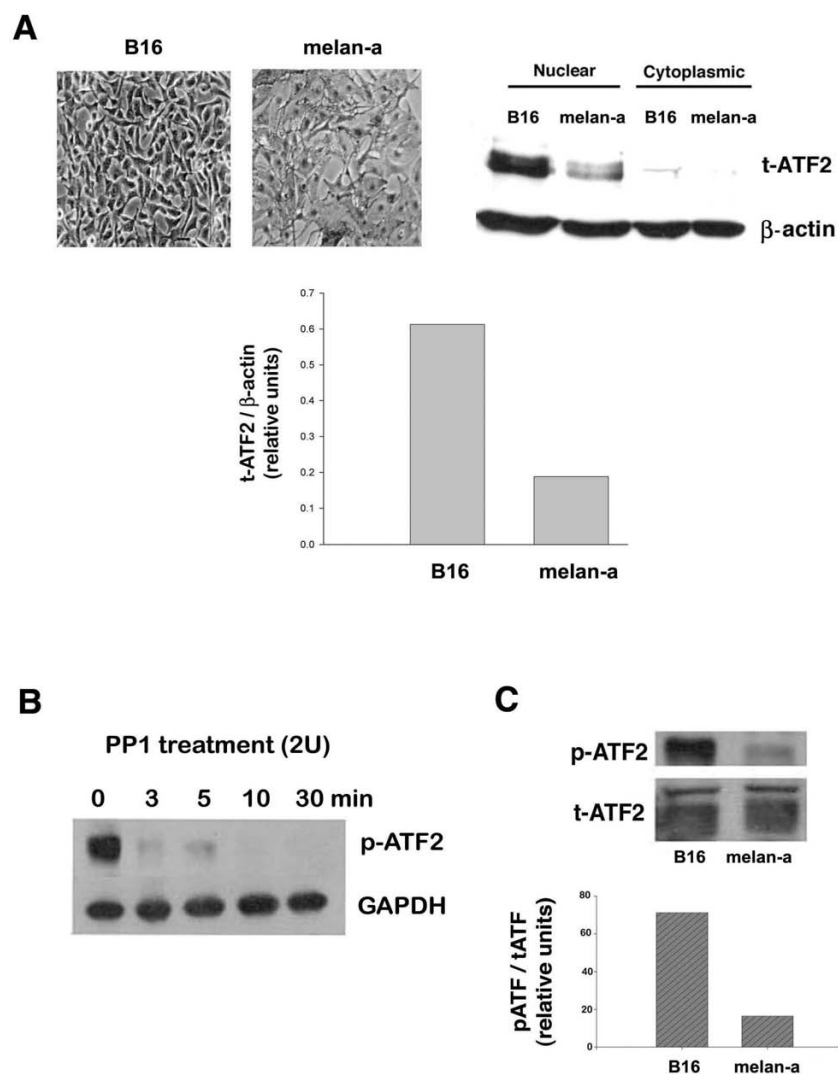 A
B16 melan-a
Nuclear Cytoplasmic
B16 melan-a B16 melan-a
t-ATF2
β-actin
t-ATF2 / β-actin
(relative units)
0.7
0.6
0.5
0.4
0.3
0.2
0.1
0.0
B16 melan-a
B
PP1 treatment (2U)
0 3 5 10 30 min
p-ATF2
GAPDH
C
p-ATF2
t-ATF2
B16 melan-a
pATF / tATF
(relative units)
80
60
40
20
0
B16 melan-a